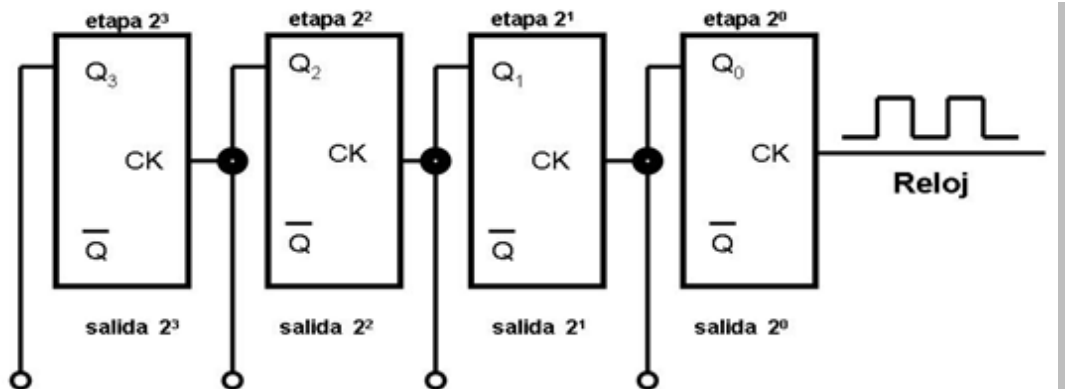 etapa 2³ etapa 2² etapa 2¹ etapa 2⁰
Q₃ Q₂ Q₁ Q₀
CK CK CK CK
Reloj
Q̅ Q̅ Q̅ Q̅
salida 2³ salida 2² salida 2¹ salida 2⁰